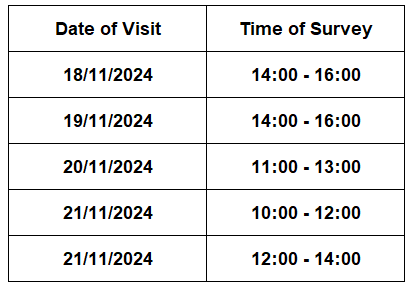 Date of Visit Time of Survey
18/11/2024 14:00 - 16:00
19/11/2024 14:00 - 16:00
20/11/2024 11:00 - 13:00
21/11/2024 10:00 - 12:00
21/11/2024 12:00 - 14:00